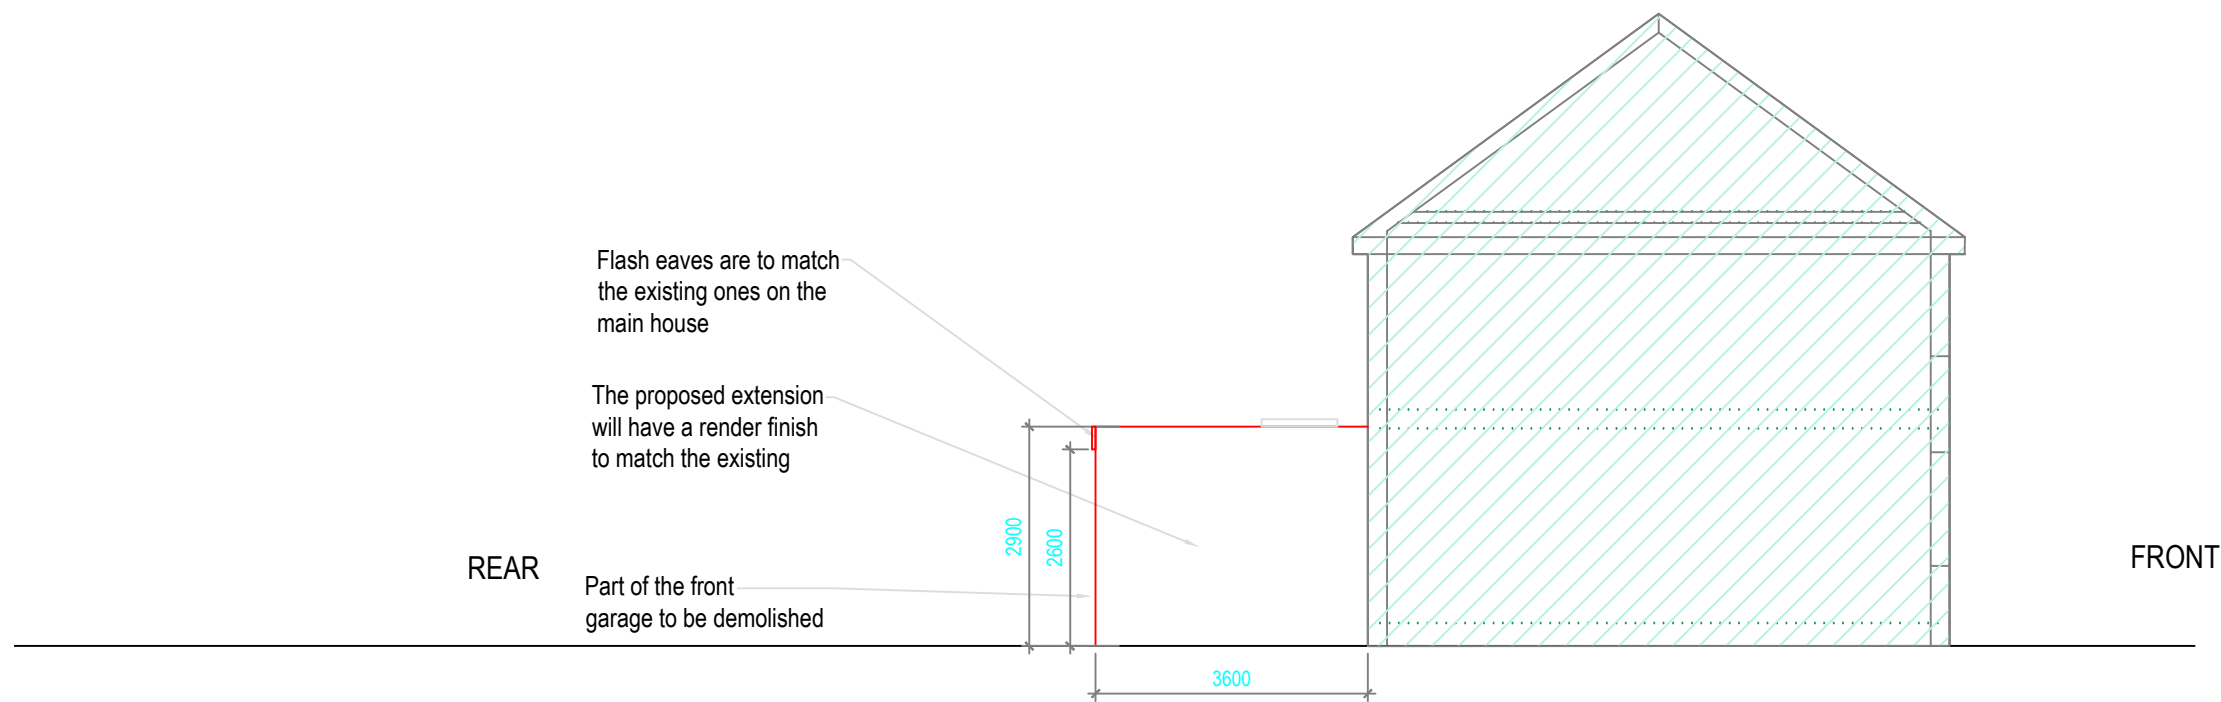 Flash eaves are to match
the existing ones on the
main house
The proposed extension
will have a render finish
to match the existing
2900
2600
REAR
FRONT
Part of the front
garage to be demolished
3600